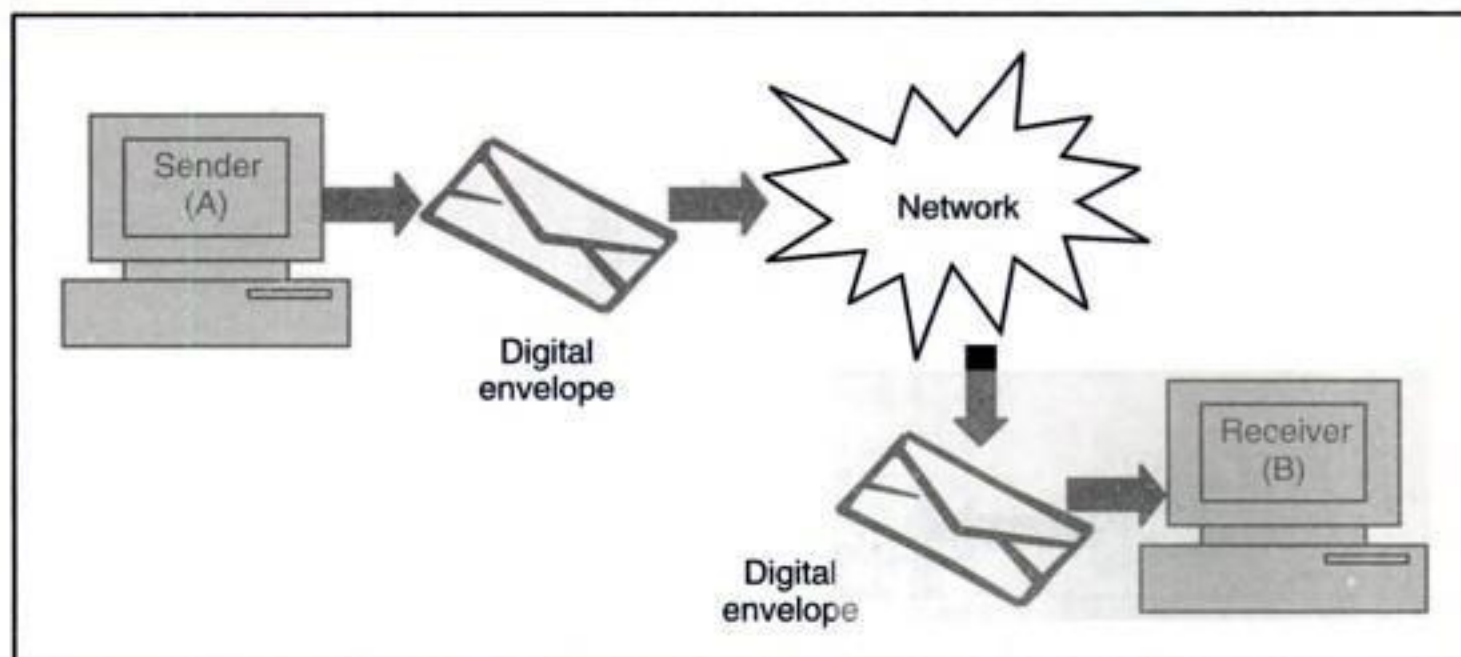 Sender
(A)
Digital
envelope
Network
Digital
envelope
Receiver
(B)